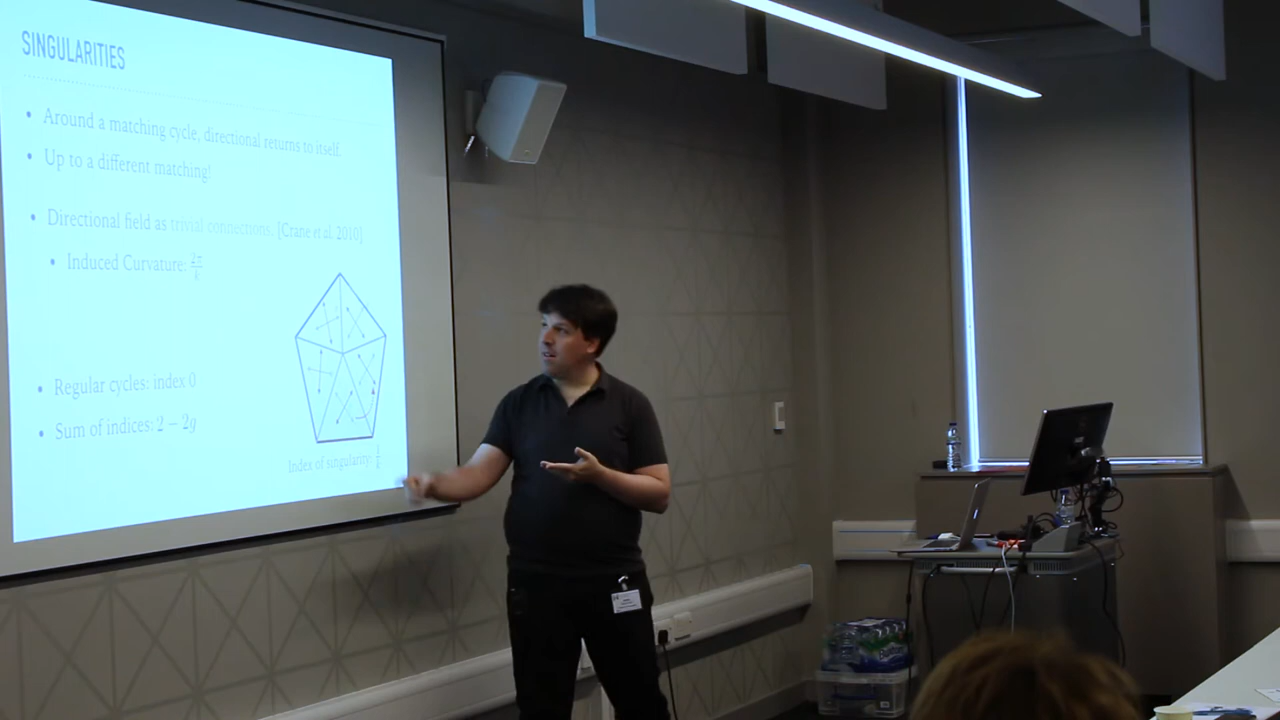 SINGULARITIES
• Around a matching cycle, directional returns to itself.
• Up to a different matching!
• Directional field as trivial connections. [Crane et al. 2010]
• Induced Curvature: 2π/k
• Regular cycles: index 0
• Sum of indices: 2 − 2g
Index of singularity: